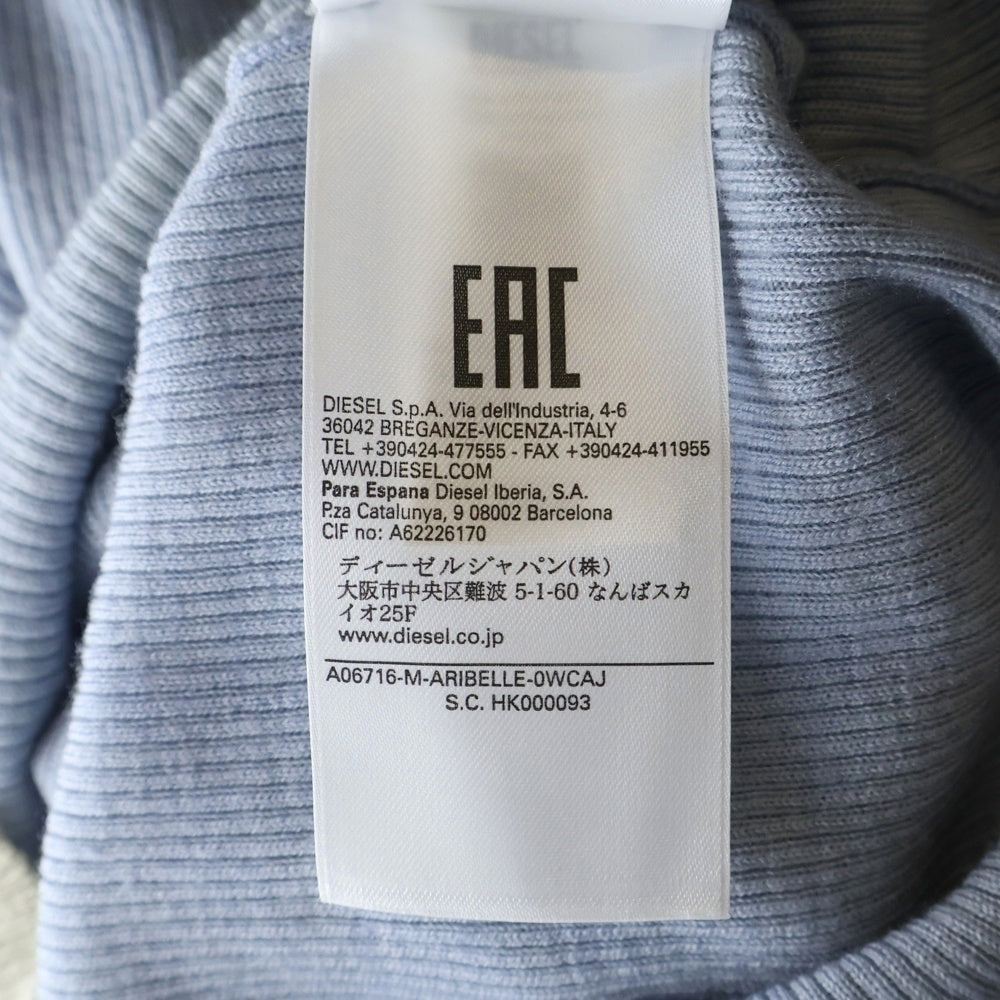 EAC
DIESEL S.p.A. Via dell'Industria, 4-6
36042 BREGANZE-VICENZA-ITALY
TEL +390424-477555 - FAX +390424-411955
WWW.DIESEL.COM
Para Espana Diesel Iberia, S.A.
P.za Catalunya, 9 08002 Barcelona
CIF no: A62226170
ディーゼルジャパン(株)
大阪市中央区難波 5-1-60 なんばスカ
イオ25F
www.diesel.co.jp
A06716-M-ARIBELLE-0WCAJ
S.C. HK000093